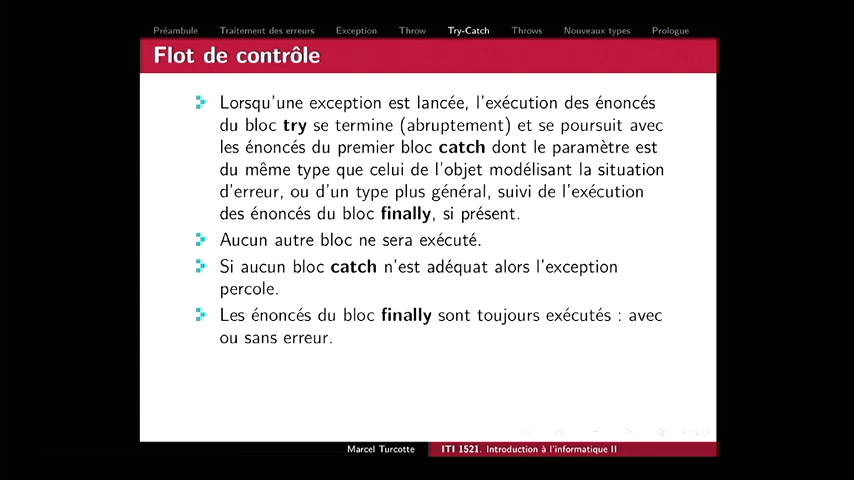 Préambule Traitement des erreurs Exception Throw Try-Catch Throws Nouveaux types Prologue
Flot de contrôle
Lorsqu'une exception est lancée, l'exécution des énoncés
du bloc try se termine (abruptement) et se poursuit avec
les énoncés du premier bloc catch dont le paramètre est
du même type que celui de l'objet modélisant la situation
d'erreur, ou d'un type plus général, suivi de l'exécution
des énoncés du bloc finally, si présent.
Aucun autre bloc ne sera exécuté.
Si aucun bloc catch n'est adéquat alors l'exception
percole.
Les énoncés du bloc finally sont toujours exécutés : avec
ou sans erreur.
Marcel Turcotte ITI 1521. Introduction à l'informatique II